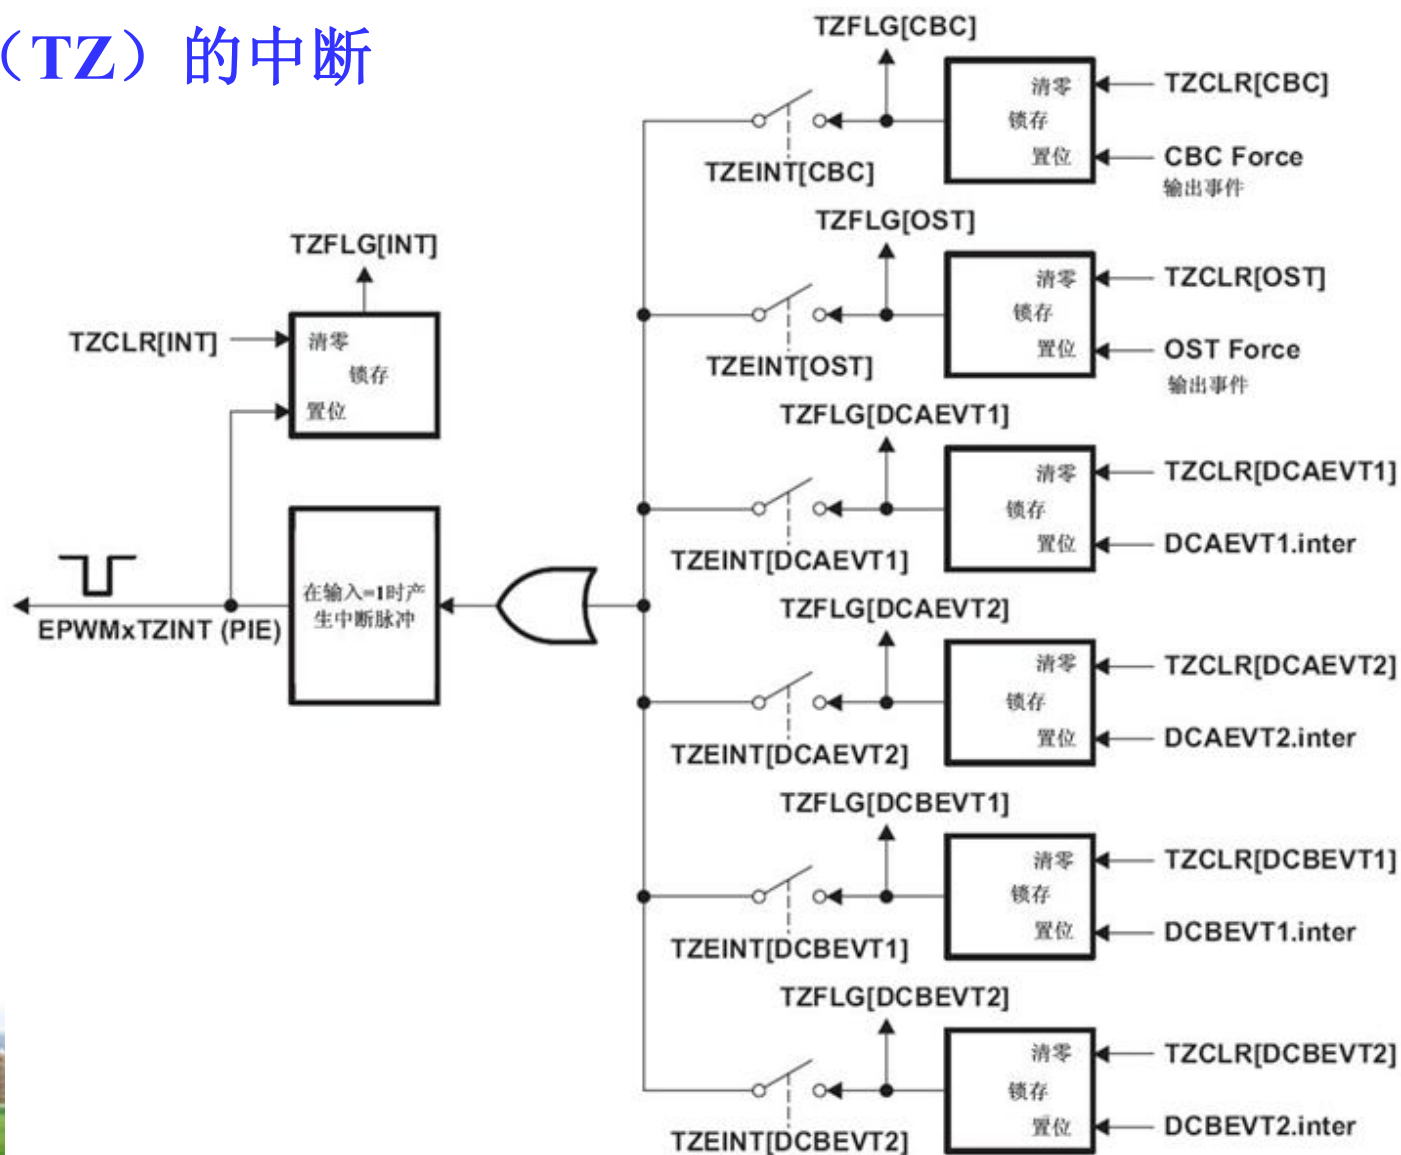 （TZ）的中断
TZFLG[CBC]
清零
锁存
置位
TZCLR[CBC]
CBC Force
输出事件
TZEINT[CBC]
TZFLG[OST]
清零
锁存
置位
TZCLR[OST]
OST Force
输出事件
TZEINT[OST]
TZFLG[INT]
TZCLR[INT]
清零
锁存
置位
TZFLG[DCAEVT1]
清零
锁存
置位
TZCLR[DCAEVT1]
DCAEVT1.inter
TZEINT[DCAEVT1]
在输入=1时产
生中断脉冲
EPWMxTZINT (PIE)
TZFLG[DCAEVT2]
清零
锁存
置位
TZCLR[DCAEVT2]
DCAEVT2.inter
TZEINT[DCAEVT2]
TZFLG[DCBEVT1]
清零
锁存
置位
TZCLR[DCBEVT1]
DCBEVT1.inter
TZEINT[DCBEVT1]
TZFLG[DCBEVT2]
清零
锁存
置位
TZCLR[DCBEVT2]
DCBEVT2.inter
TZEINT[DCBEVT2]